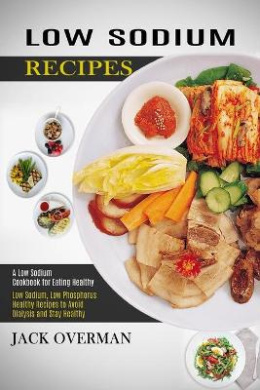 LOW SODIUM
RECIPES
A Low Sodium
Cookbook for Eating Healthy
Low Sodium, Low Phosphorus
Healthy Recipes to Avoid
Dialysis and Stay Healthy
JACK OVERMAN